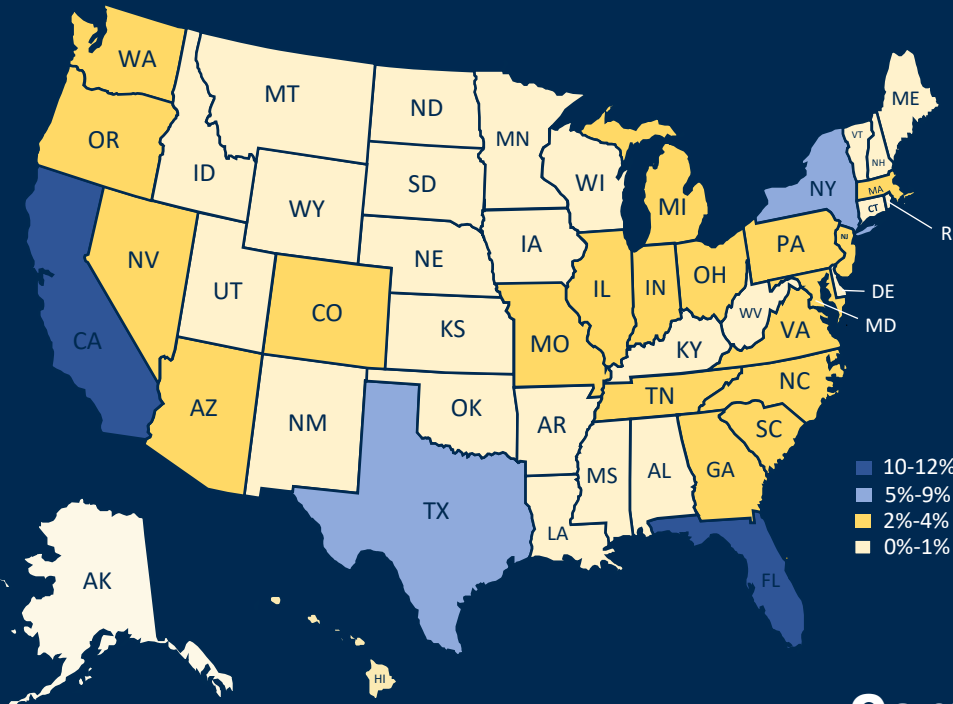 WA
MT
ND
MN
ME
VT
NH
OR
ID
SD
WI
NY
MA
CT
WY
MI
R
IA
PA
NJ
NV
UT
NE
IL
IN
OH
DE
MD
CO
WV
VA
CA
KS
MO
KY
AZ
NM
OK
TN
NC
AR
SC
MS
AL
GA
TX
LA
10-12%
5%-9%
2%-4%
0%-1%
AK
FL
HI